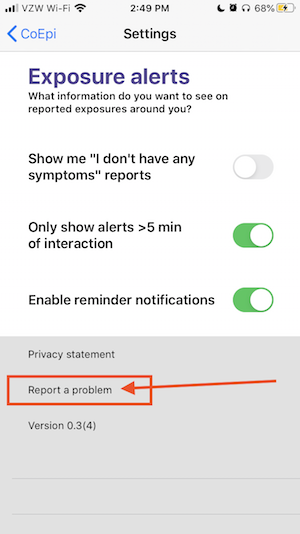 VZW Wi-Fi 2:49 PM 68%
CoEpi Settings
Exposure alerts
What information do you want to see on
reported exposures around you?
Show me "I don't have any
symptoms" reports
Only show alerts >5 min
of interaction
Enable reminder notifications
Privacy statement
Report a problem
Version 0.3(4)